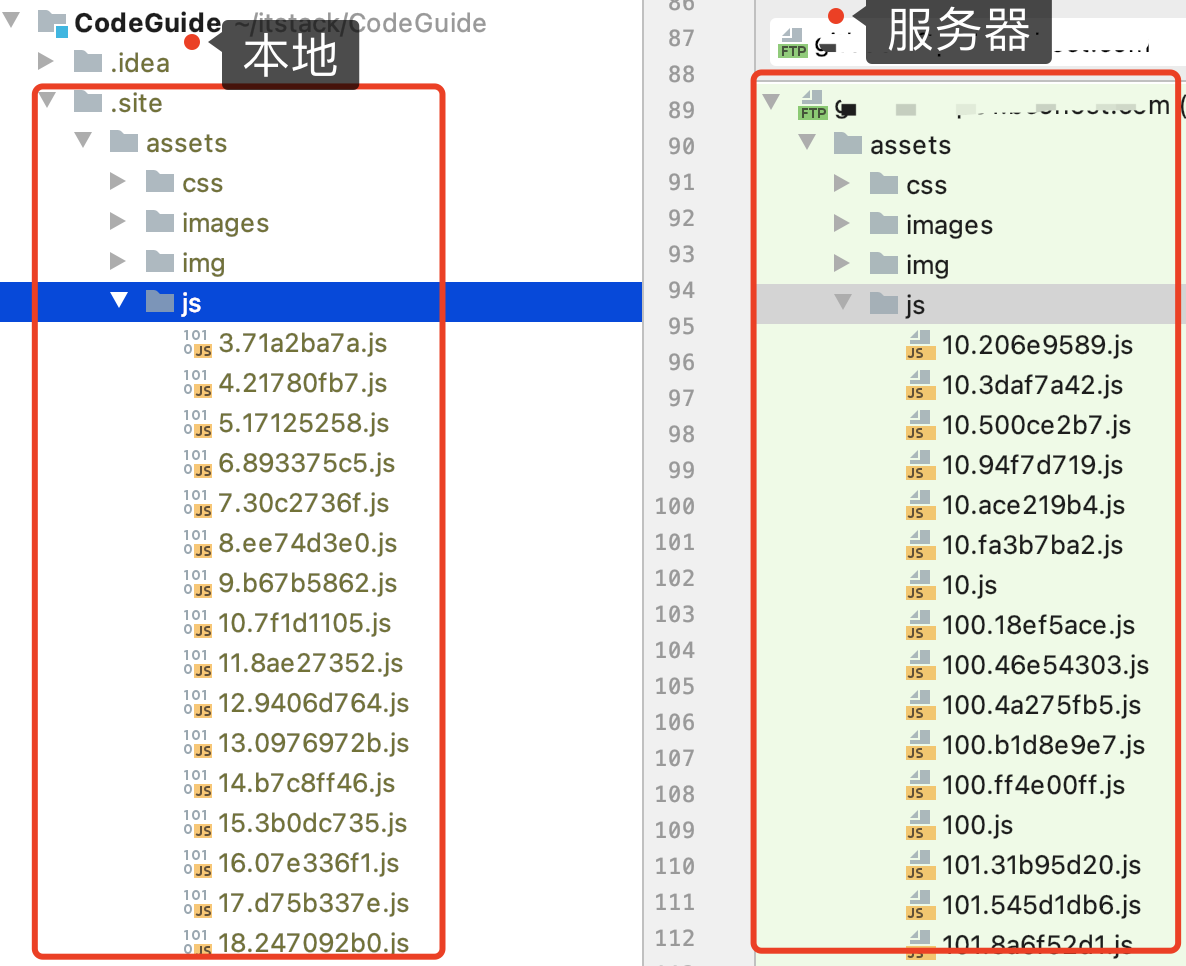 CodeGuide ~/itstack/CodeGuide
本地
.idea
.site
assets
css
images
img
js
3.71a2ba7a.js
4.21780fb7.js
5.17125258.js
6.893375c5.js
7.30c2736f.js
8.ee74d3e0.js
9.b67b5862.js
10.7f1d1105.js
11.8ae27352.js
12.9406d764.js
13.0976972b.js
14.b7c8ff46.js
15.3b0dc735.js
16.07e336f1.js
17.d75b337e.js
18.247092b0.js
86
87
88
89
90
91
92
93
94
95
96
97
98
99
100
101
102
103
104
105
106
107
108
109
110
111
112
服务器
FTP
FTP
assets
css
images
img
js
10.206e9589.js
10.3daf7a42.js
10.500ce2b7.js
10.94f7d719.js
10.ace219b4.js
10.fa3b7ba2.js
10.js
100.18ef5ace.js
100.46e54303.js
100.4a275fb5.js
100.b1d8e9e7.js
100.ff4e00ff.js
100.js
101.31b95d20.js
101.545d1db6.js
101.8a6f52d1.js